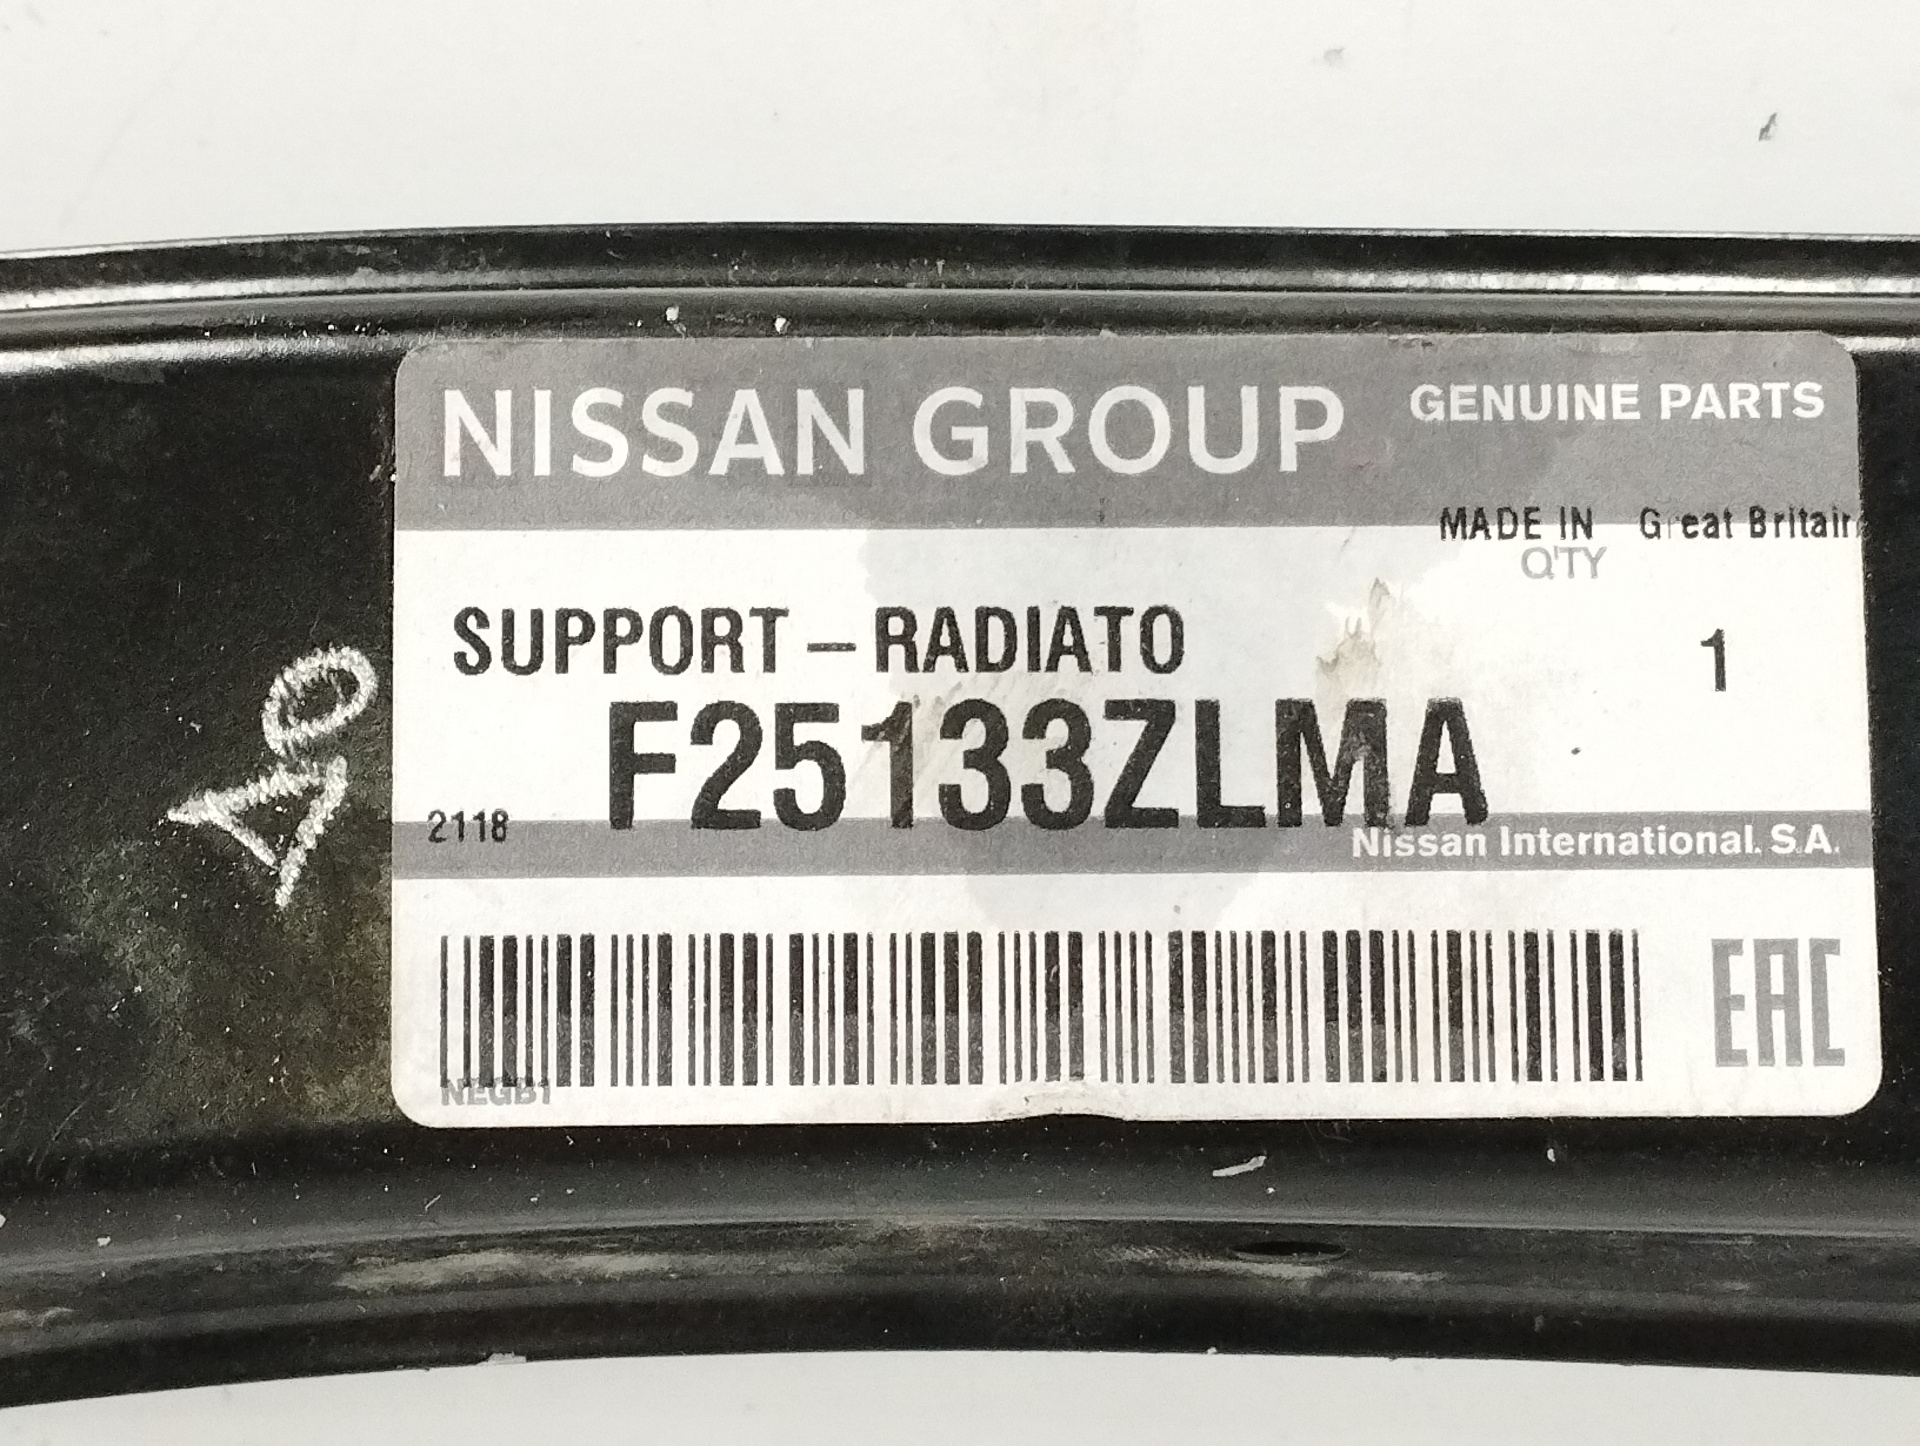 NISSAN GROUP GENUINE PARTS
MADE IN Great Britain
Q'TY
SUPPORT - RADIATO
1
F25133ZLMA
2118
Nissan International. S.A.
EAC
NEGB1